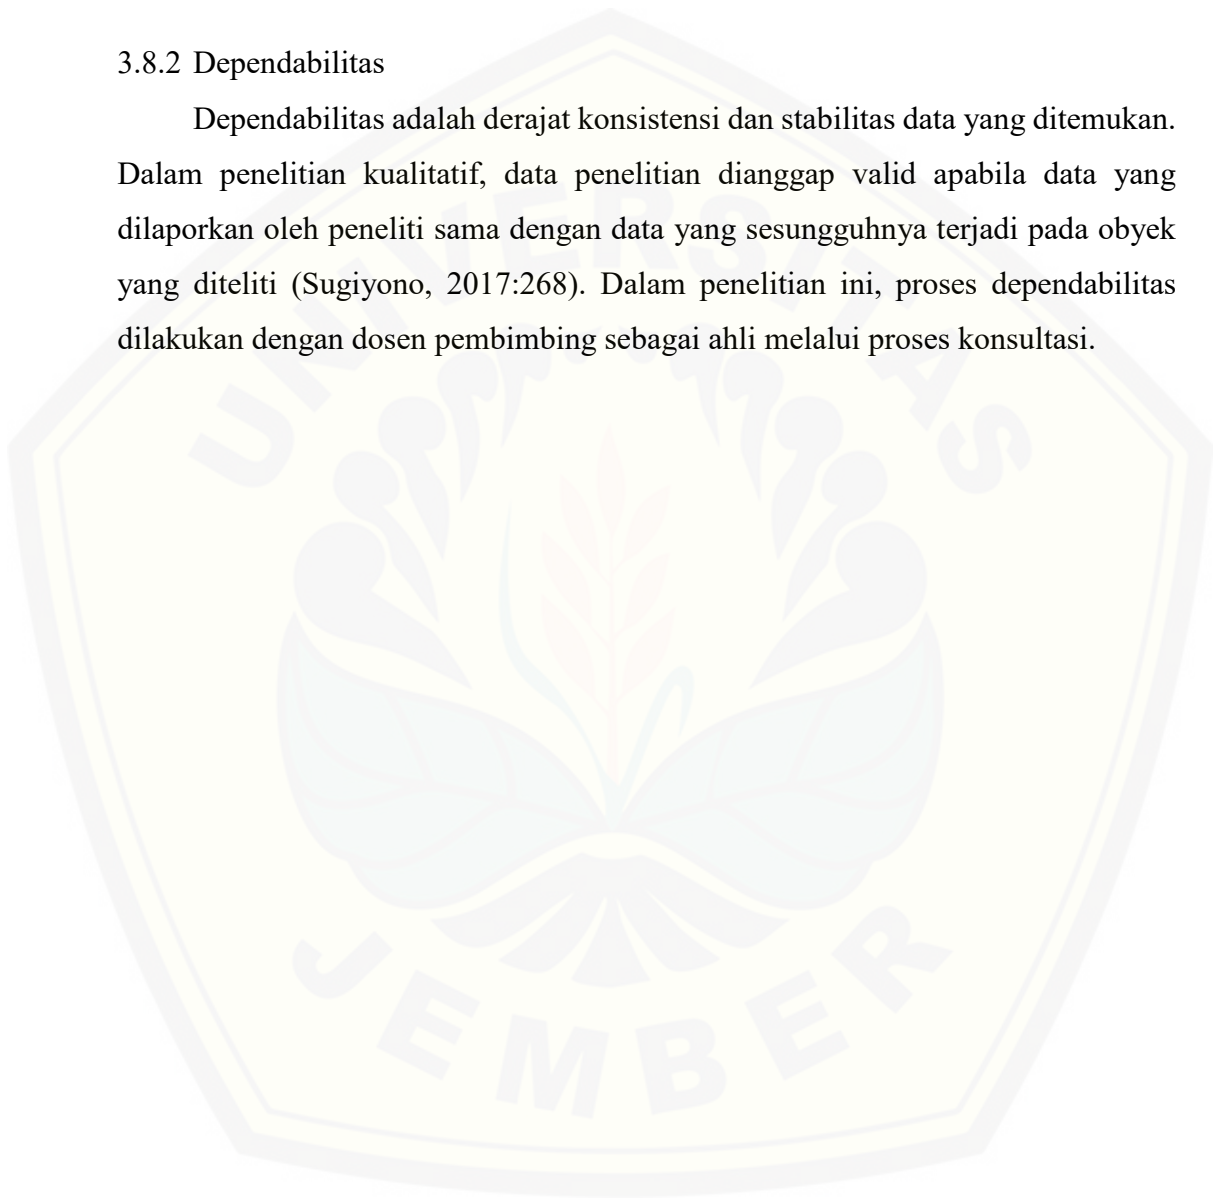 3.8.2 Dependabilitas
Dependabilitas adalah derajat konsistensi dan stabilitas data yang ditemukan.
Dalam penelitian kualitatif, data penelitian dianggap valid apabila data yang
dilaporkan oleh peneliti sama dengan data yang sesungguhnya terjadi pada obyek
yang diteliti (Sugiyono, 2017:268). Dalam penelitian ini, proses dependabilitas
dilakukan dengan dosen pembimbing sebagai ahli melalui proses konsultasi.
UNIVERSITAS
JEMBER